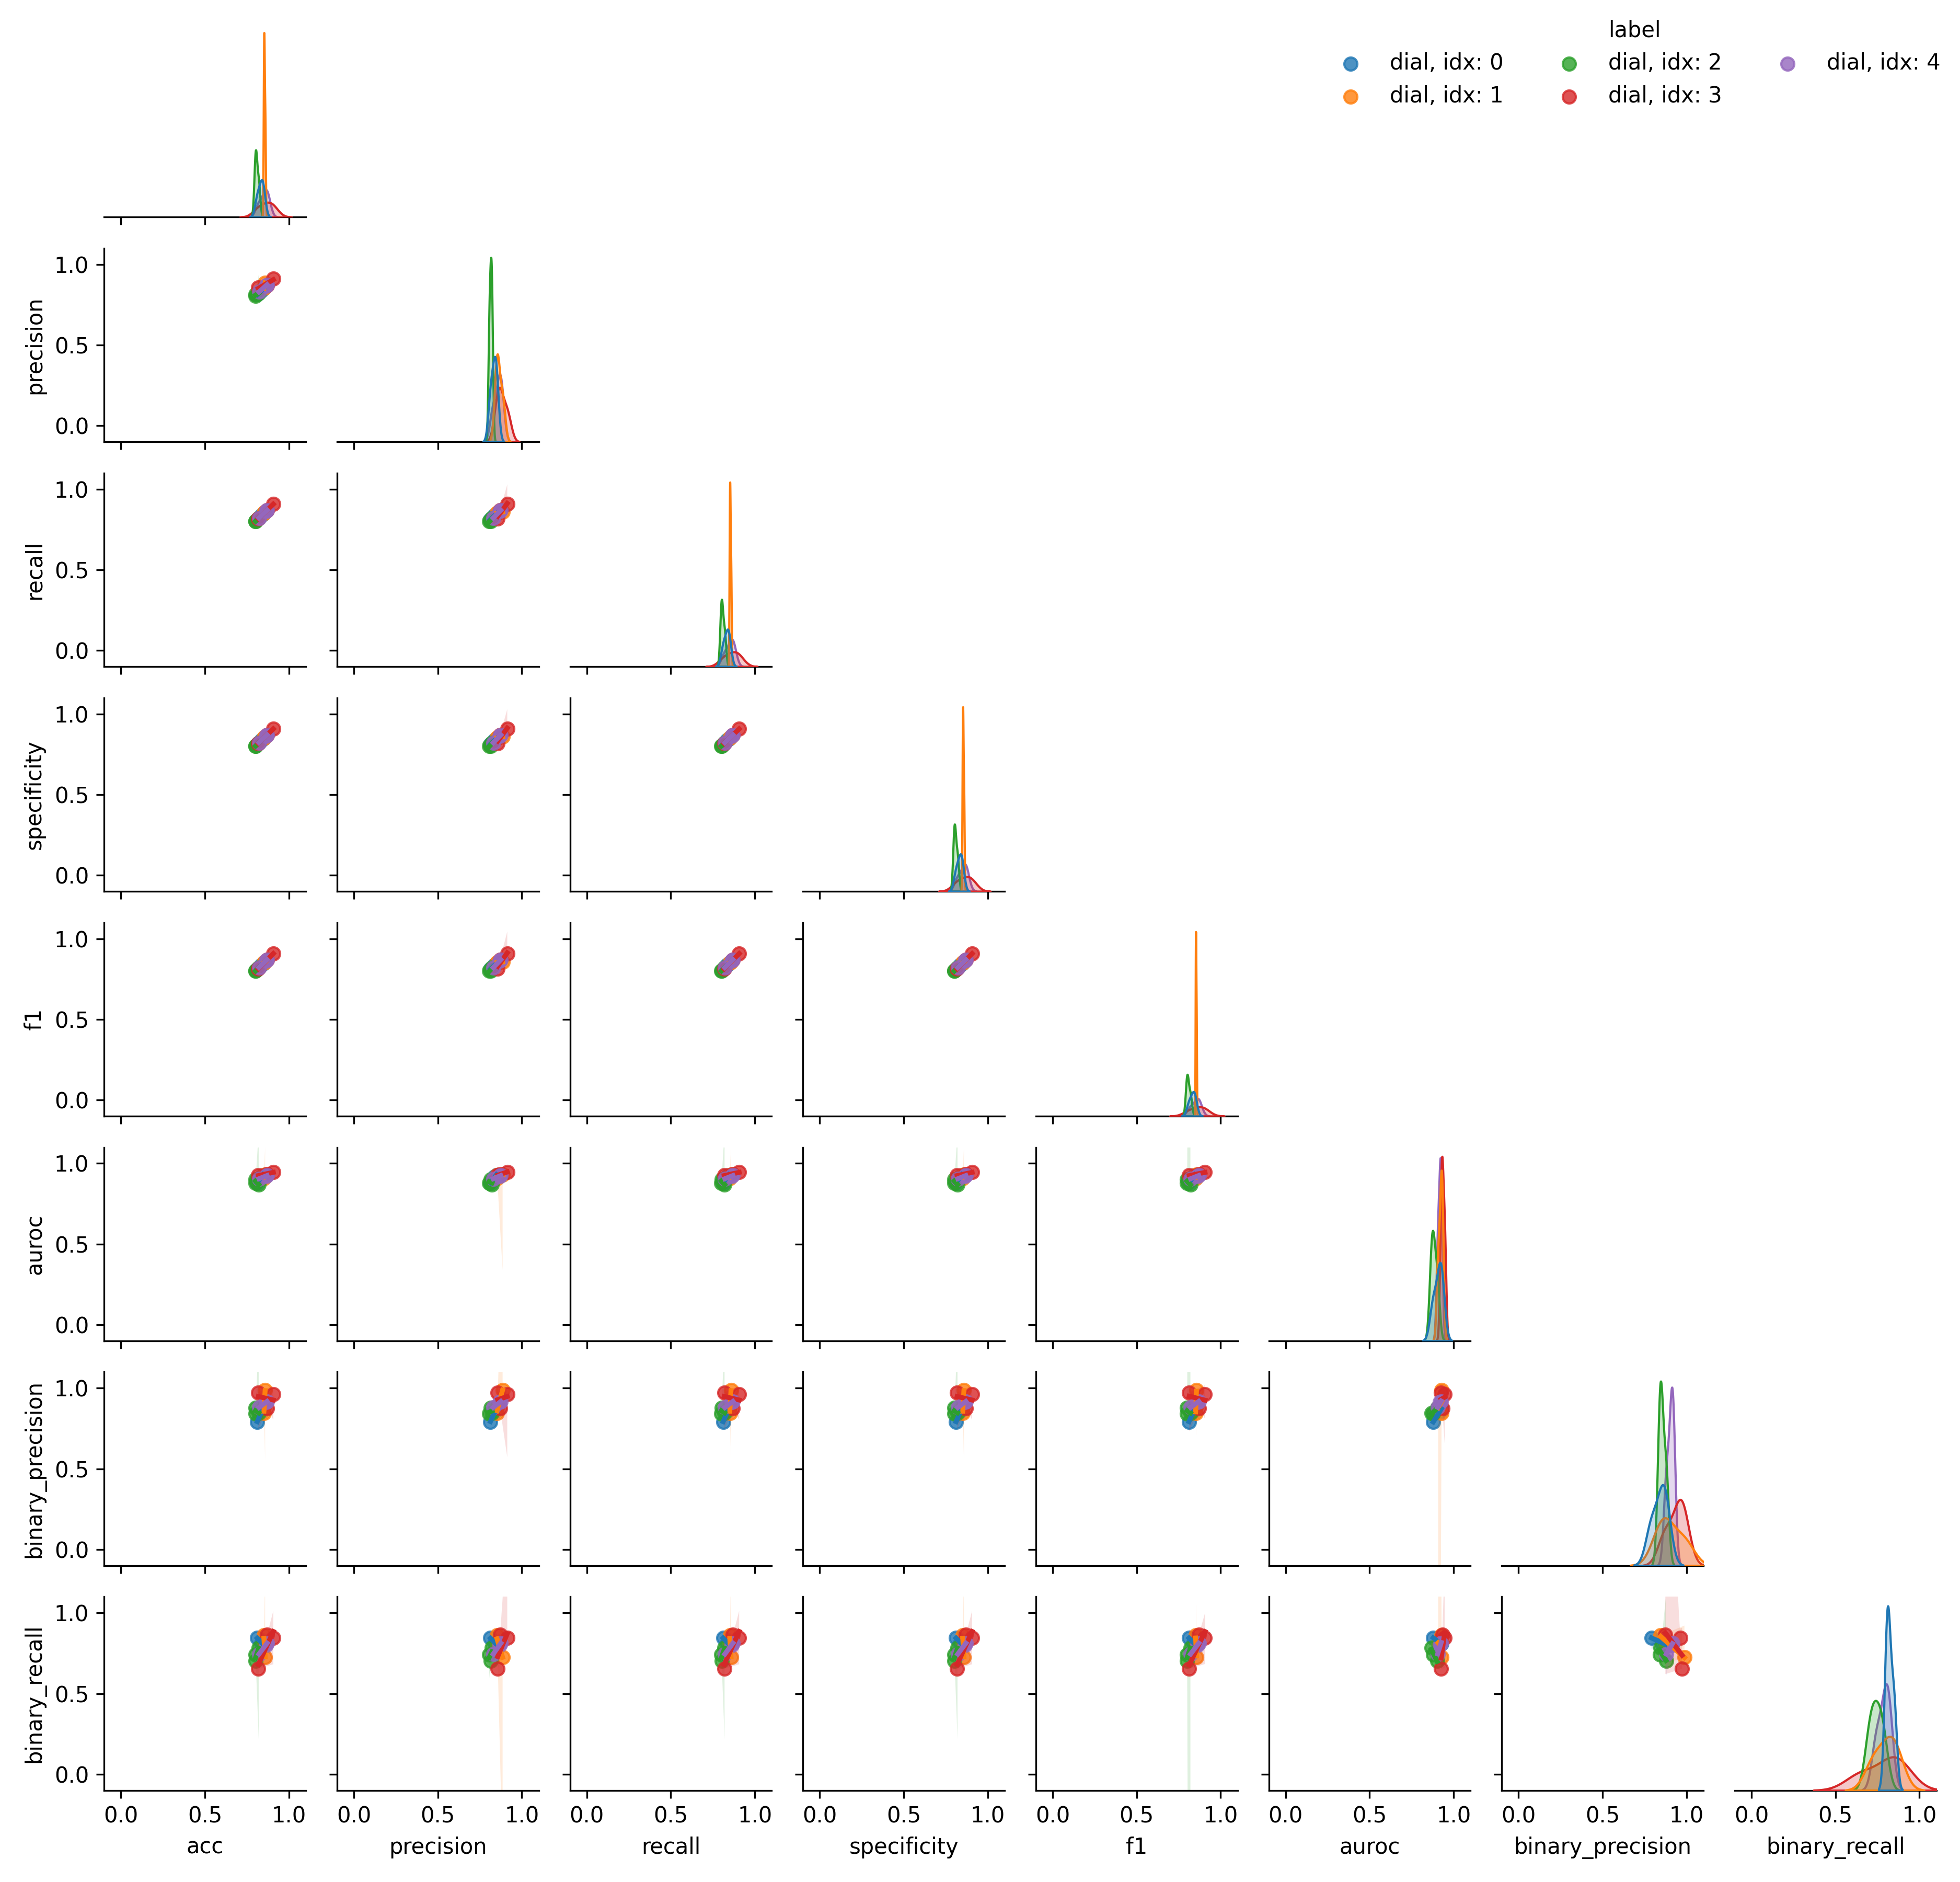 label
dial, idx: 0 dial, idx: 2 dial, idx: 4
dial, idx: 1 dial, idx: 3
1.0
0.5
0.0
precision
1.0
0.5
0.0
recall
1.0
0.5
0.0
specificity
1.0
0.5
0.0
f1
1.0
0.5
0.0
auroc
1.0
0.5
0.0
binary_precision
1.0
0.5
0.0
binary_recall
0.0 0.5 1.0 0.0 0.5 1.0 0.0 0.5 1.0 0.0 0.5 1.0 0.0 0.5 1.0 0.0 0.5 1.0 0.0 0.5 1.0 0.0 0.5 1.0
acc precision recall specificity f1 auroc binary_precision binary_recall